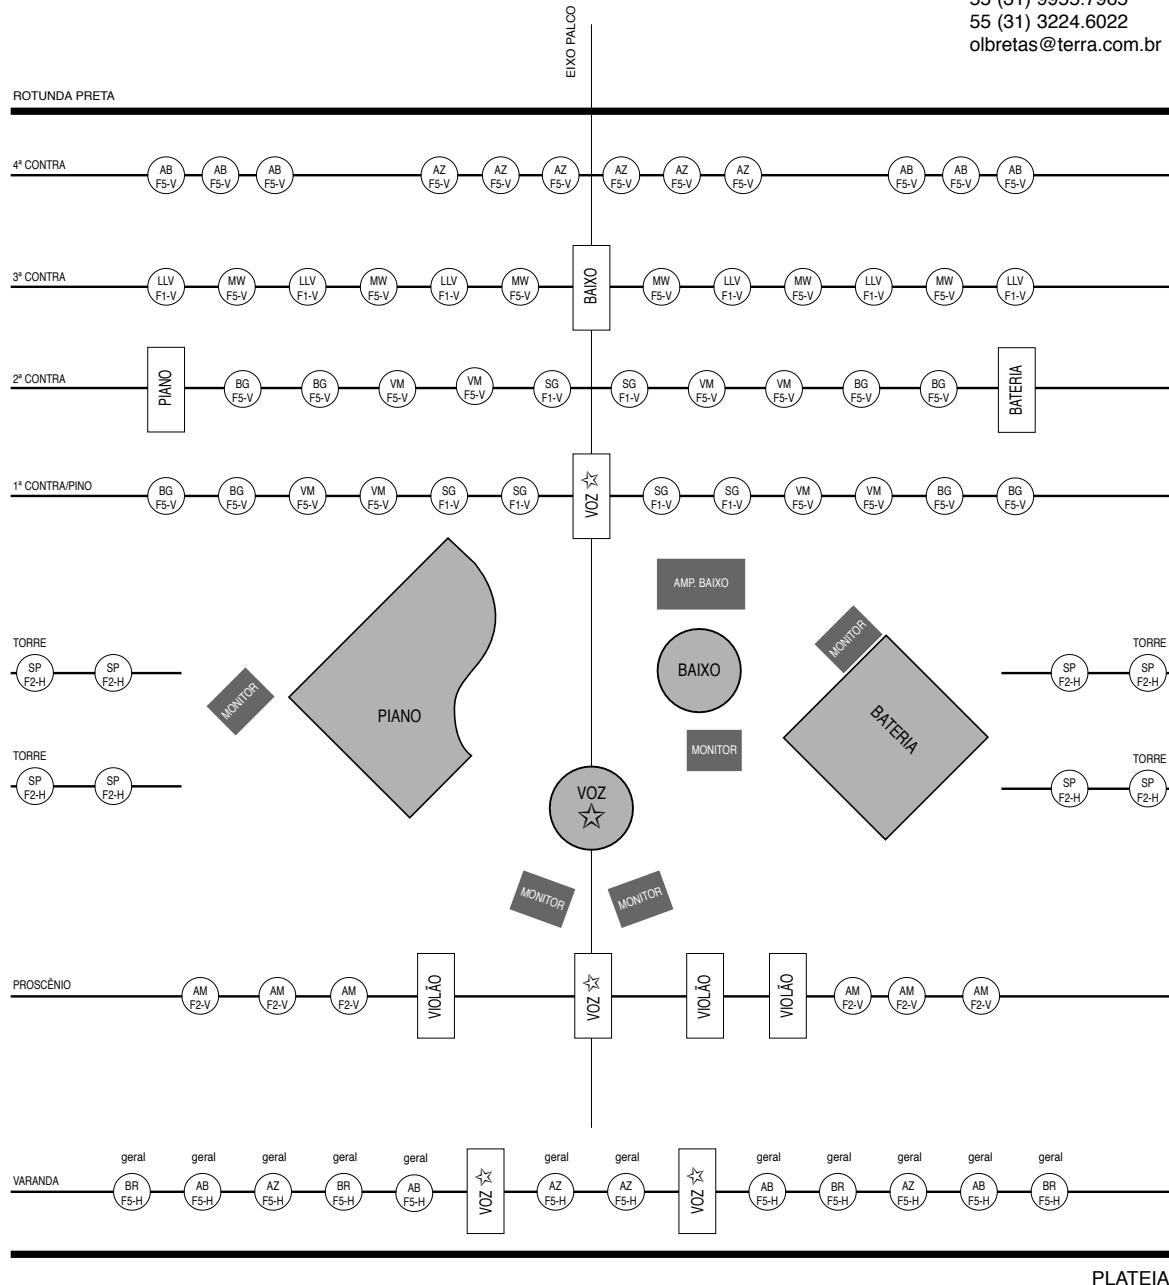 55 (31) 3224.6022
olbretas@terra.com.br
EIXO PALCO
ROTUNDA PRETA
4ª CONTRA
AB F5-V AB F5-V AB F5-V AZ F5-V AZ F5-V AZ F5-V AZ F5-V AZ F5-V AZ F5-V AB F5-V AB F5-V AB F5-V
3ª CONTRA
LLV F1-V MW F5-V LLV F1-V MW F5-V LLV F1-V MW F5-V BAIXO MW F5-V LLV F1-V MW F5-V LLV F1-V MW F5-V LLV F1-V
2ª CONTRA
PIANO BG F5-V BG F5-V VM F5-V VM F5-V SG F1-V SG F1-V VM F5-V VM F5-V BG F5-V BG F5-V BATERIA
1ª CONTRA/PINO
BG F5-V BG F5-V VM F5-V VM F5-V SG F1-V SG F1-V VOZ SG F1-V SG F1-V VM F5-V VM F5-V BG F5-V BG F5-V
AMP. BAIXO
TORRE
SP F2-H SP F2-H
MONITOR
PIANO
BAIXO
MONITOR
MONITOR
BATERIA
TORRE
SP F2-H SP F2-H
TORRE
SP F2-H SP F2-H
VOZ
TORRE
SP F2-H SP F2-H
MONITOR
MONITOR
PROSCÊNIO
AM F2-V AM F2-V AM F2-V VIOLÃO VOZ VIOLÃO VIOLÃO AM F2-V AM F2-V AM F2-V
geral geral geral geral geral geral geral geral geral geral geral geral
VARANDA
BR F5-H AB F5-H AZ F5-H BR F5-H AB F5-H VOZ AZ F5-H AZ F5-H VOZ AB F5-H BR F5-H AZ F5-H AB F5-H BR F5-H
PLATEIA